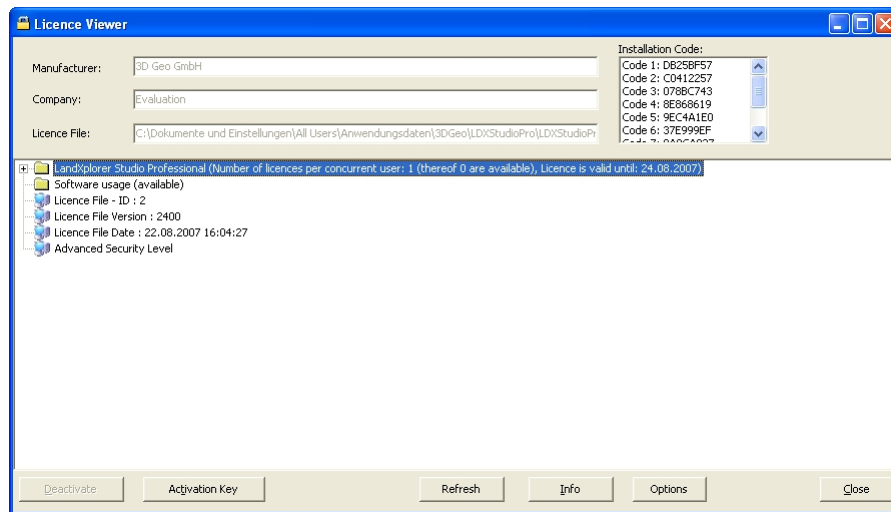 Licence Viewer
Manufacturer:
3D Geo GmbH
Company:
Evaluation
Licence File:
C:\Dokumente und Einstellungen\All Users\Anwendungsdaten\3DGeo\LDXStudioPro\LDXStudioPr
Installation Code:
Code 1: DB25BF57
Code 2: C0412257
Code 3: 078BC743
Code 4: 8E868619
Code 5: 9EC4A1E0
Code 6: 37E999EF
LandXplorer Studio Professional (Number of licences per concurrent user: 1 (thereof 0 are available), Licence is valid until: 24.08.2007)
Software usage (available)
Licence File - ID : 2
Licence File Version : 2400
Licence File Date : 22.08.2007 16:04:27
Advanced Security Level
Deactivate
Activation Key
Refresh
Info
Options
Close